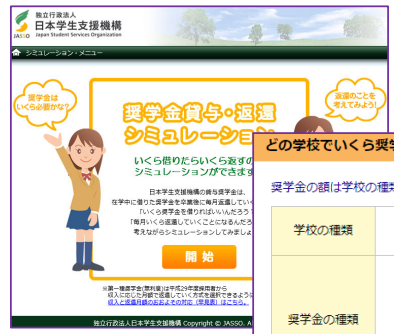 独立行政法人
日本学生支援機構
JASSO Japan Student Services Organization
シミュレーション・メニュー
奨学金は
いくら必要かな?
返還のことを
考えてみよう!
奨学金貸与・返還
シミュレーション
いくら借りたらいくら返すの
シミュレーションができます
日本学生支援機構の貸与奨学金は、
在学中に借りた奨学金を卒業後に毎月返還してい
「いくら奨学金を借りればいいんだろう
「毎月いくら返還していくことになるんだろ
考えながらシミュレーションしてみましょ
開始
※第一種奨学金(無利息)は平成29年度採用者から
収入に応じた月額で返還していく方式を選択できるよう
収入と返還月額のおおよその対応(早見表)はこちら。
独立行政法人日本学生支援機構 Copyright © JASSO. A
どの学校でいくら奨学
奨学金の額は学校の種類
学校の種類
奨学金の種類